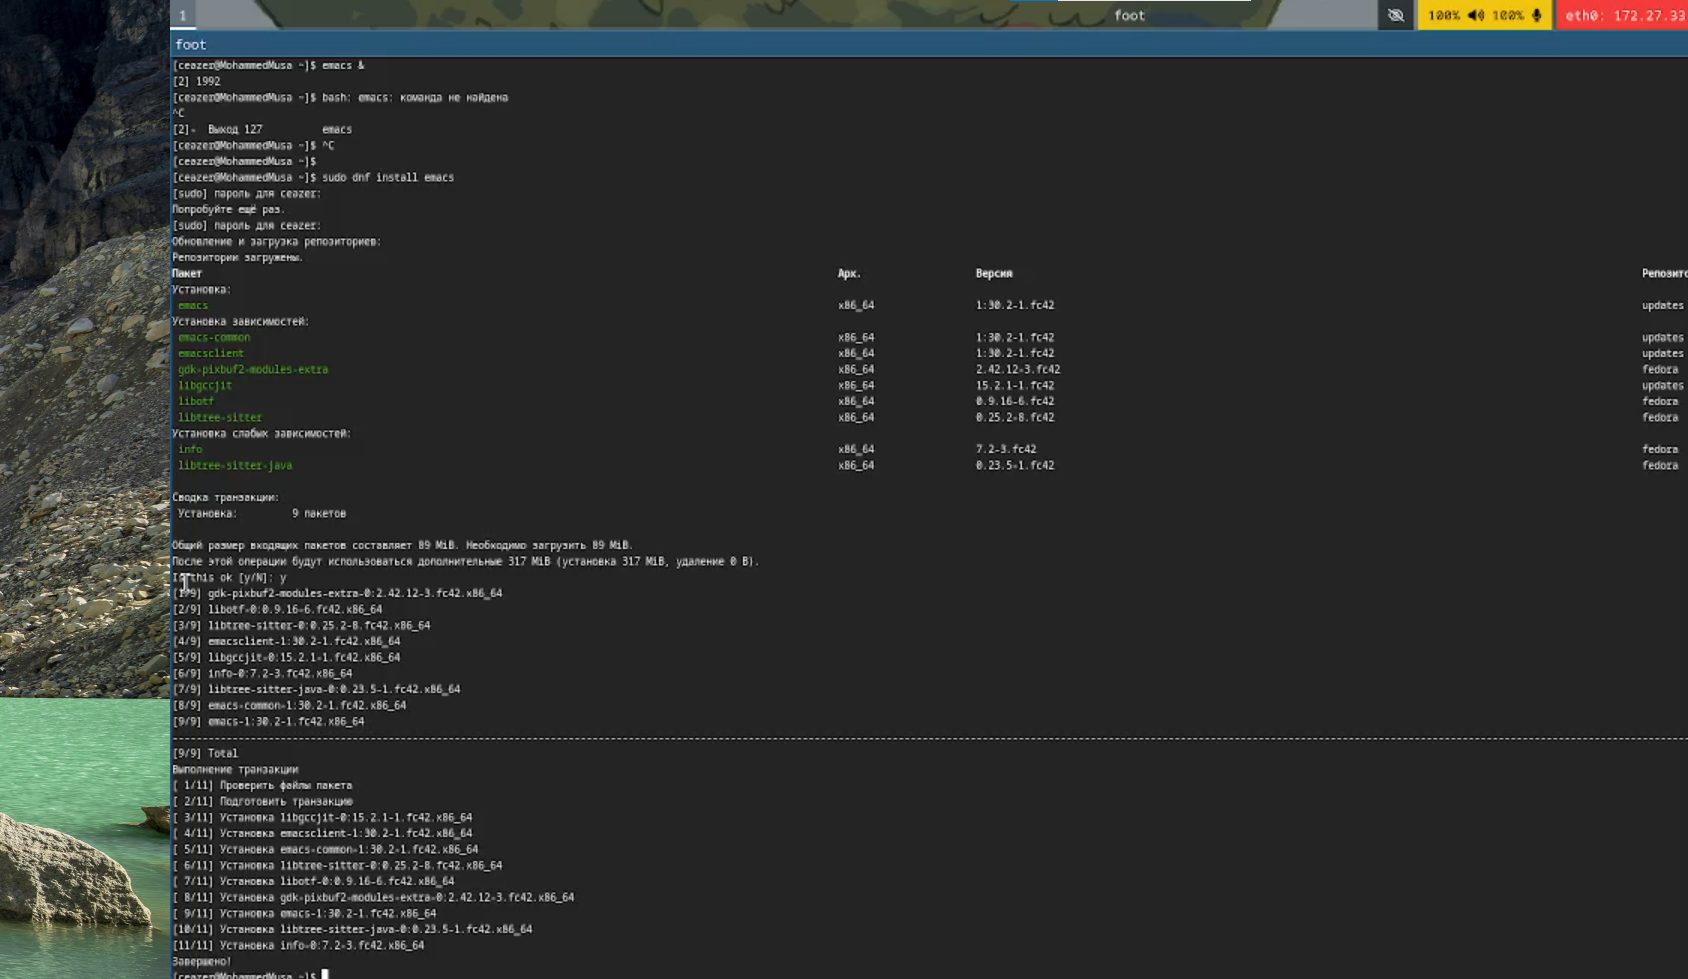 1
foot
100% 100%
eth0: 172.27.33
foot
[ceazer@MohammedMusa ~]$ emacs &
[2] 1992
[ceazer@MohammedMusa ~]$ bash: emacs: команда не найдена
^C
[2]-  Выход 127          emacs
[ceazer@MohammedMusa ~]$ ^C
[ceazer@MohammedMusa ~]$
[ceazer@MohammedMusa ~]$ sudo dnf install emacs
[sudo] пароль для ceazer:
Попробуйте ещё раз.
[sudo] пароль для ceazer:
Обновление и загрузка репозиториев:
Репозитории загружены.
Пакет Арх. Версия Репозито
Установка:
emacs x86_64 1:30.2-1.fc42 updates
Установка зависимостей:
emacs-common x86_64 1:30.2-1.fc42 updates
emacsclient x86_64 1:30.2-1.fc42 updates
gdk-pixbuf2-modules-extra x86_64 2.42.12-3.fc42 fedora
libgccjit x86_64 15.2.1-1.fc42 updates
libotf x86_64 0.9.16-6.fc42 fedora
libtree-sitter x86_64 0.25.2-8.fc42 fedora
Установка слабых зависимостей:
info x86_64 7.2-3.fc42 fedora
libtree-sitter-java x86_64 0.23.5-1.fc42 fedora
Сводка транзакции:
Установка: 9 пакетов
Общий размер входящих пакетов составляет 89 MiB. Необходимо загрузить 89 MiB.
После этой операции будут использоваться дополнительные 317 MiB (установка 317 MiB, удаление 0 B).
Is this ok [y/N]: y
[1/9] gdk-pixbuf2-modules-extra-0:2.42.12-3.fc42.x86_64
[2/9] libotf-0:0.9.16-6.fc42.x86_64
[3/9] libtree-sitter-0:0.25.2-8.fc42.x86_64
[4/9] emacsclient-1:30.2-1.fc42.x86_64
[5/9] libgccjit-0:15.2.1-1.fc42.x86_64
[6/9] info-0:7.2-3.fc42.x86_64
[7/9] libtree-sitter-java-0:0.23.5-1.fc42.x86_64
[8/9] emacs-common-1:30.2-1.fc42.x86_64
[9/9] emacs-1:30.2-1.fc42.x86_64
[9/9] Total
Выполнение транзакции
[ 1/11] Проверить файлы пакета
[ 2/11] Подготовить транзакцию
[ 3/11] Установка libgccjit-0:15.2.1-1.fc42.x86_64
[ 4/11] Установка emacsclient-1:30.2-1.fc42.x86_64
[ 5/11] Установка emacs-common-1:30.2-1.fc42.x86_64
[ 6/11] Установка libtree-sitter-0:0.25.2-8.fc42.x86_64
[ 7/11] Установка libotf-0:0.9.16-6.fc42.x86_64
[ 8/11] Установка gdk-pixbuf2-modules-extra-0:2.42.12-3.fc42.x86_64
[ 9/11] Установка emacs-1:30.2-1.fc42.x86_64
[10/11] Установка libtree-sitter-java-0:0.23.5-1.fc42.x86_64
[11/11] Установка info-0:7.2-3.fc42.x86_64
Завершено!
[ceazer@MohammedMusa ~]$